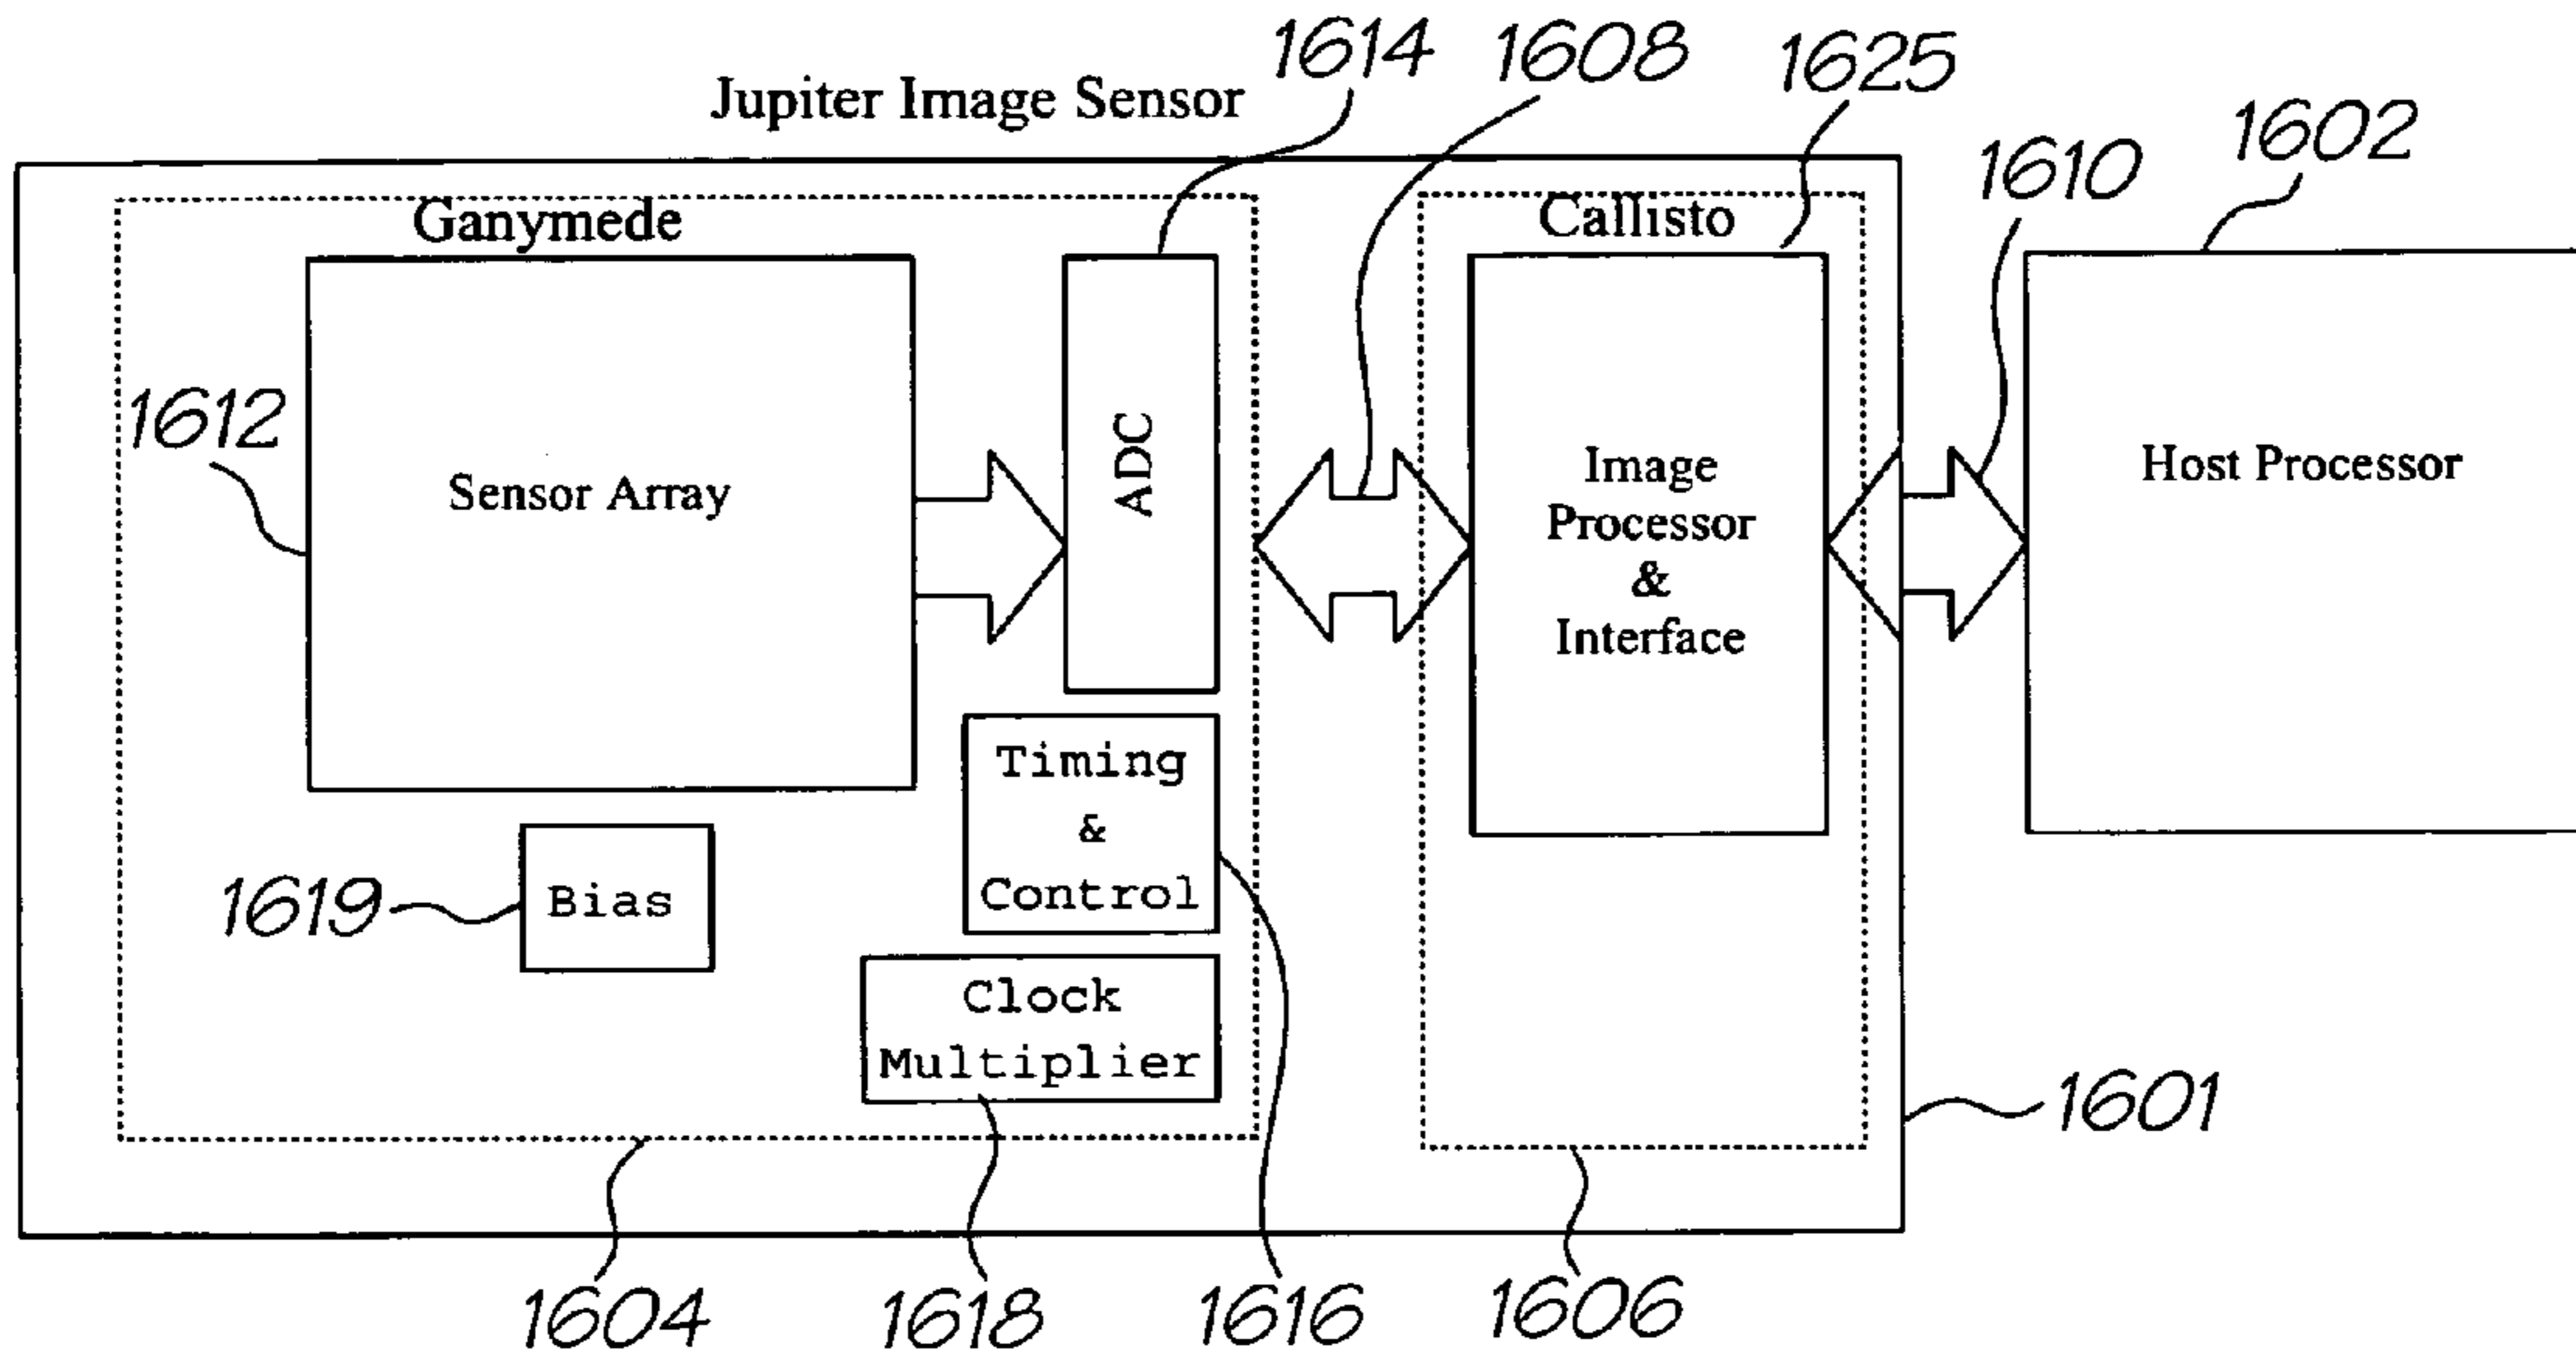 1614
1608
1625
Jupiter Image Sensor
1602
1610
Ganymede
Callisto
1612
Sensor Array
ADC
Image
Processor
&
Interface
Host Processor
Timing
&
Control
1619
Bias
Clock
Multiplier
1601
1604
1618
1616
1606